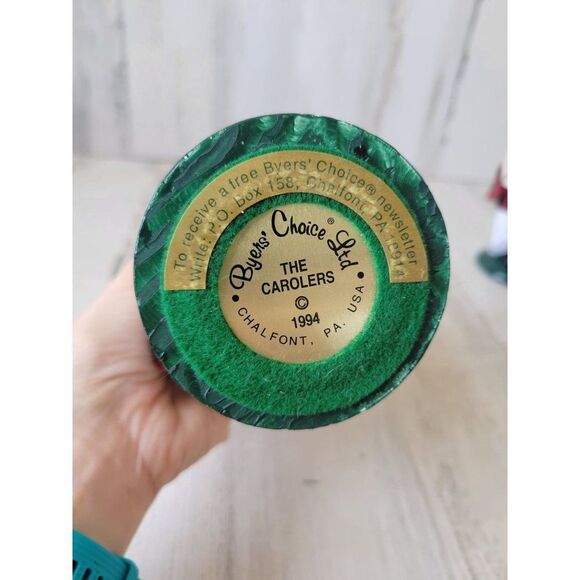 To receive a free Byers' Choice® newsletter
Write: P.O. Box 158, Chalfont, PA. 18914
Byers' Choice® Ltd
THE
CAROLERS
©
1994
• CHALFONT, PA. USA •